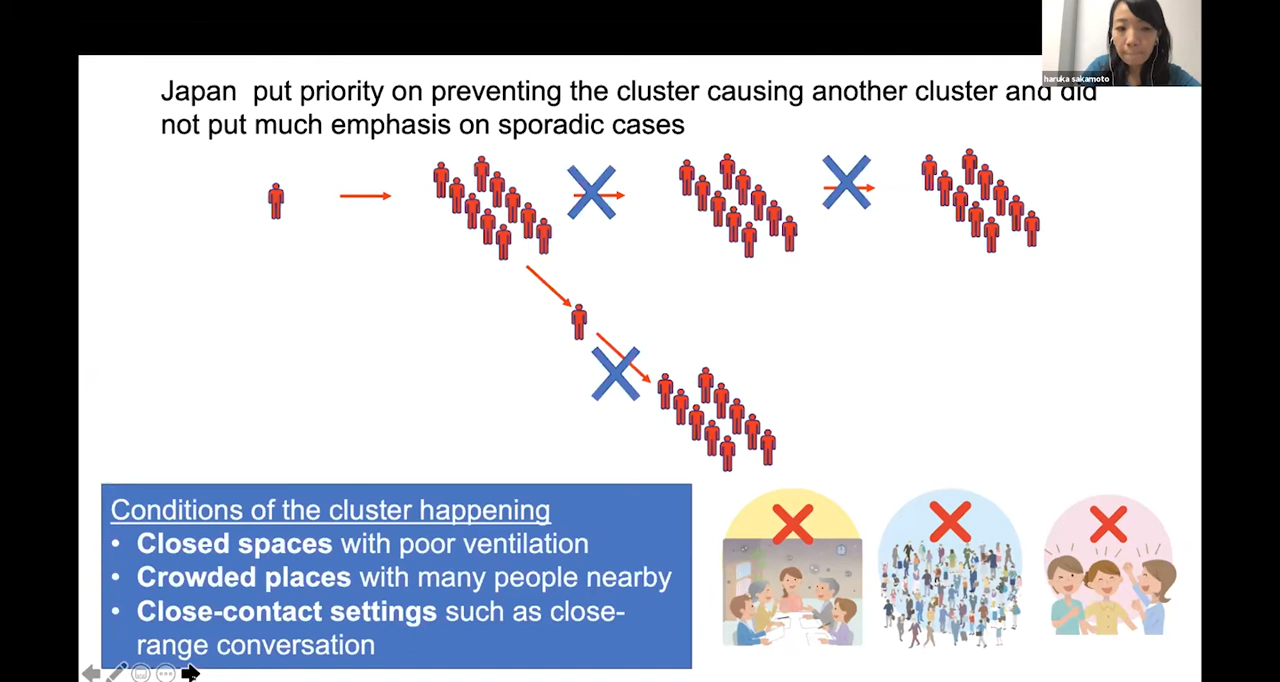 haruka sakamoto
Japan put priority on preventing the cluster causing another cluster and did
not put much emphasis on sporadic cases
Conditions of the cluster happening
• Closed spaces with poor ventilation
• Crowded places with many people nearby
• Close-contact settings such as close-
range conversation